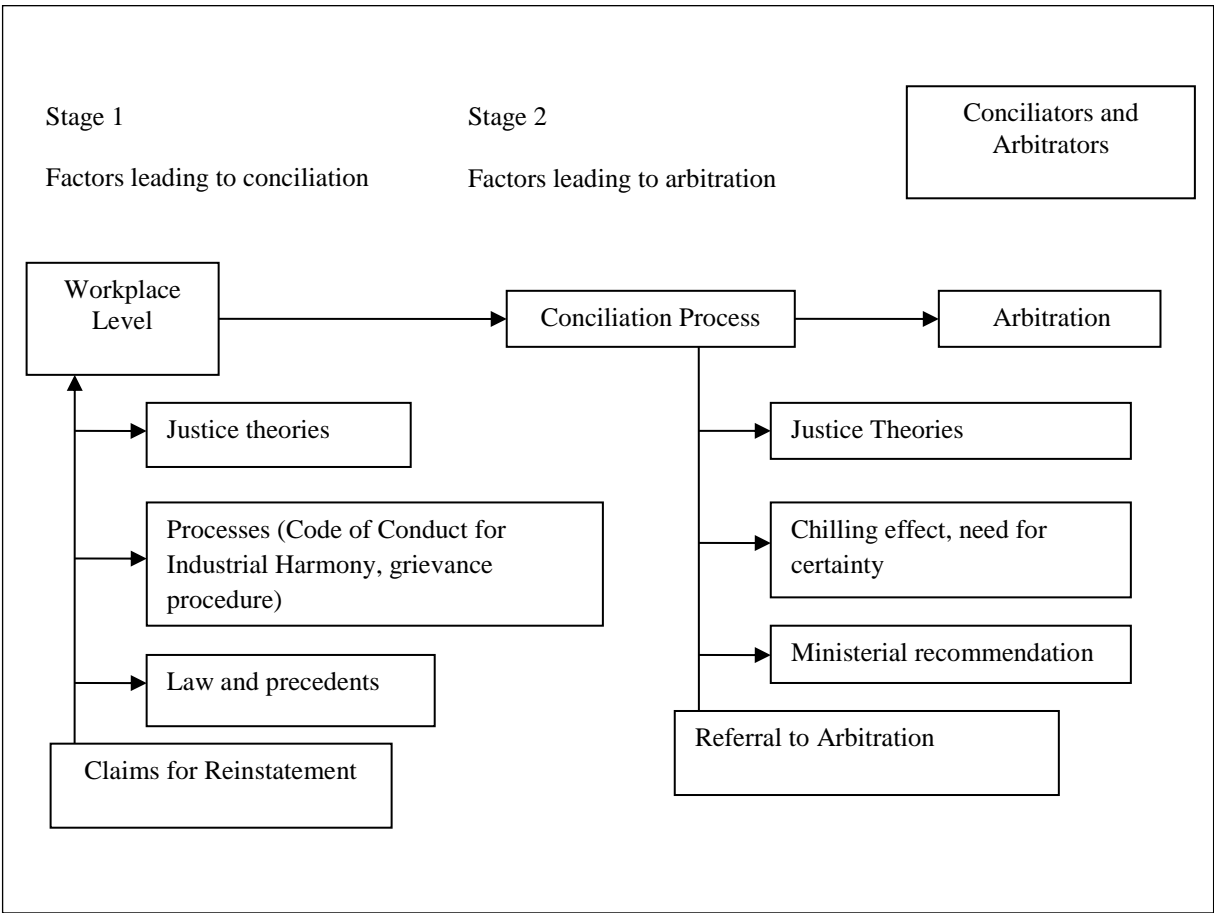 Stage 1
Factors leading to conciliation
Stage 2
Factors leading to arbitration
Conciliators and
Arbitrators
Workplace
Level
Conciliation Process
Arbitration
Justice theories
Processes (Code of Conduct for
Industrial Harmony, grievance
procedure)
Law and precedents
Claims for Reinstatement
Justice Theories
Chilling effect, need for
certainty
Ministerial recommendation
Referral to Arbitration